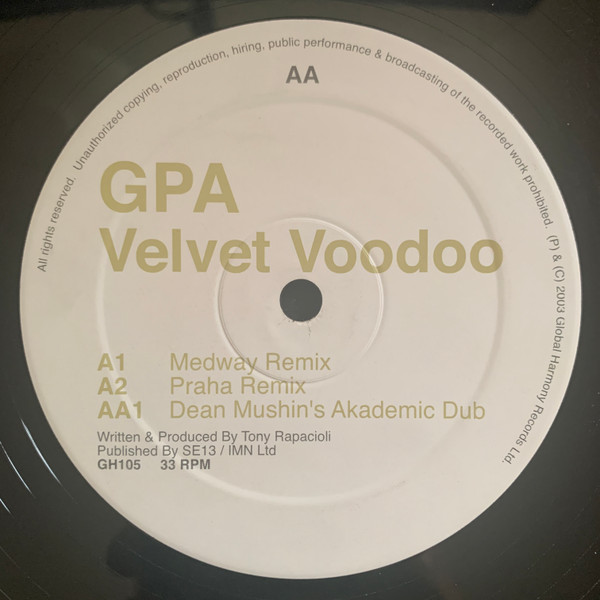 All rights reserved. Unauthorized copying, reproduction, hiring, public performance & broadcasting of the recorded work prohibited. (P) & (C) 2003 Global Harmony Records Ltd.
AA
GPA
Velvet Voodoo
A1 Medway Remix
A2 Praha Remix
AA1 Dean Mushin's Akademic Dub
Written & Produced By Tony Rapacioli
Published By SE13 / IMN Ltd
GH105 33 RPM